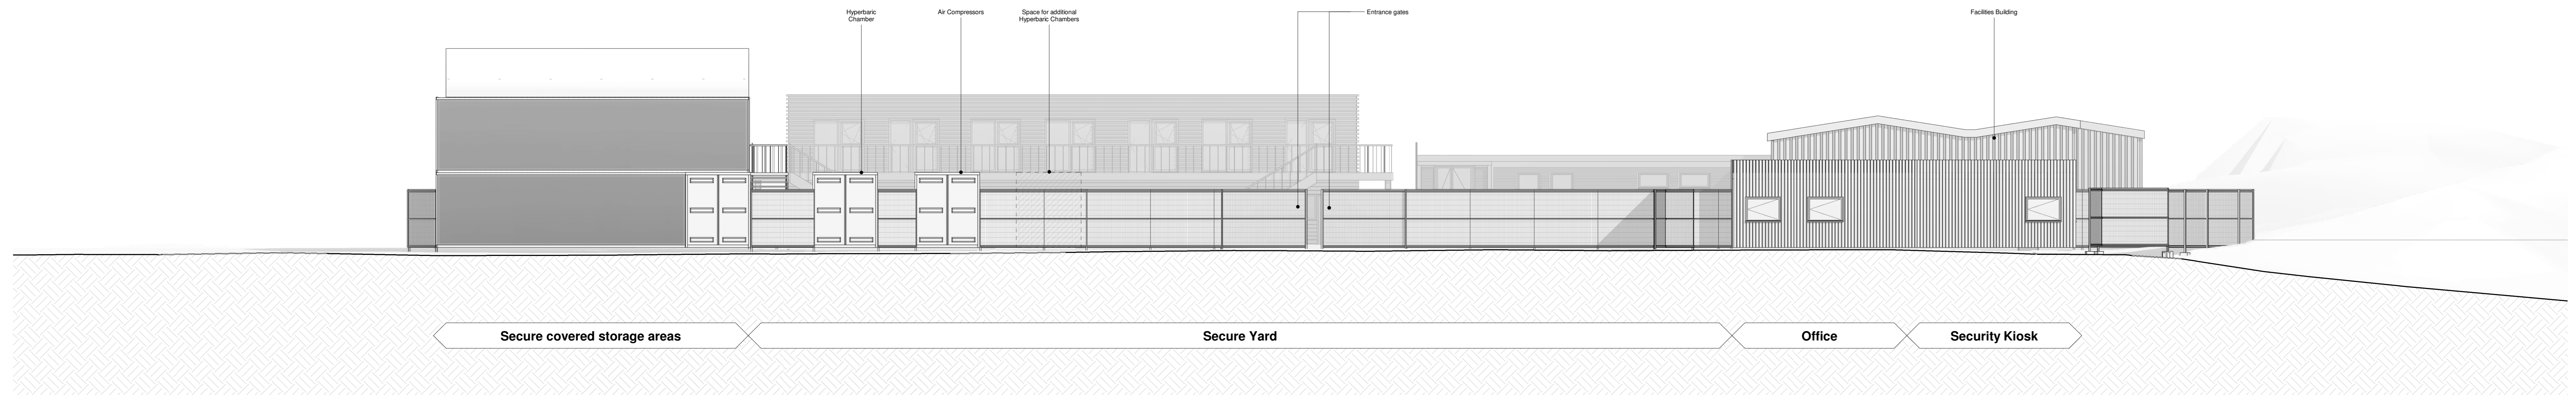 Hyperbaric
Chamber
Air Compressors
Space for additional
Hyperbaric Chambers
Entrance gates
Facilities Building
Secure covered storage areas
Secure Yard
Office
Security Kiosk